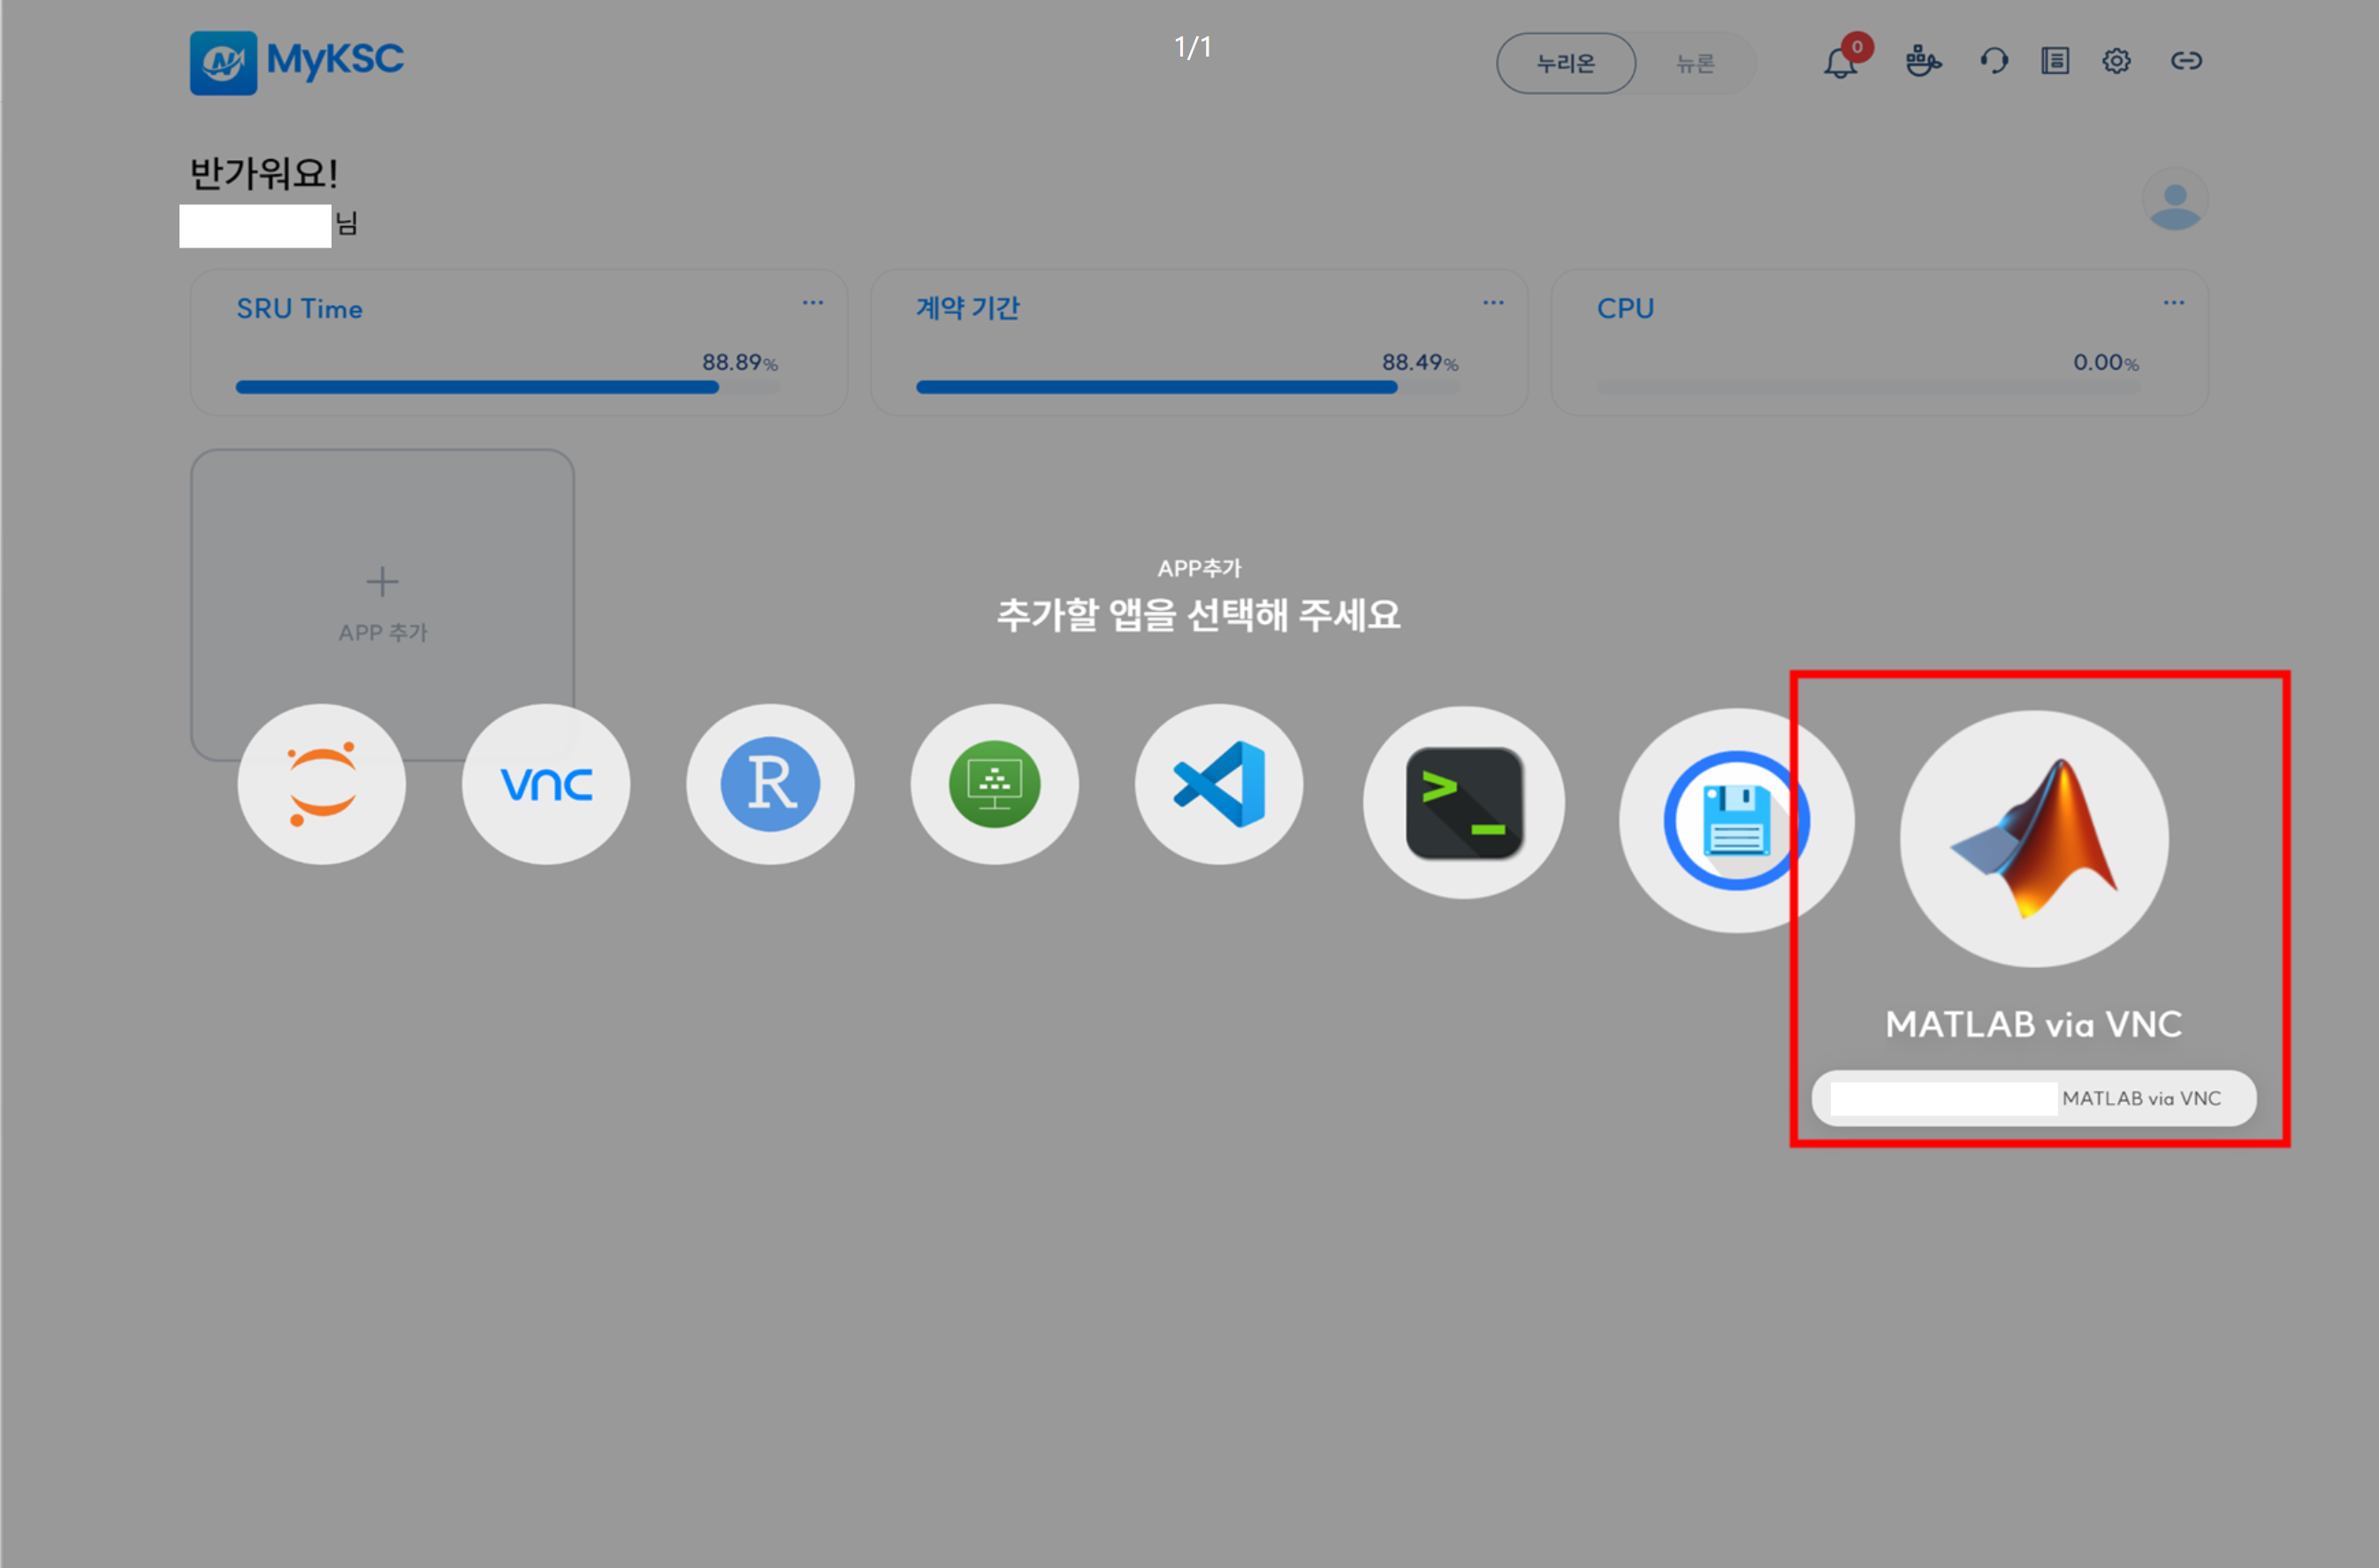 MyKSC
1/1
누리온
뉴론
0
반가워요!
님
SRU Time
88.89%
계약 기간
88.49%
CPU
0.00%
APP 추가
APP추가
추가할 앱을 선택해 주세요
vnc
R
MATLAB via VNC
MATLAB via VNC